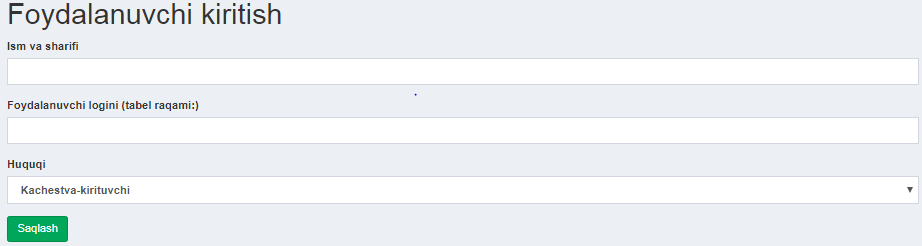 Foydalanuvchi kiritish
Ism va sharifi
Foydalanuvchi logini (tabel raqami:)
Huquqi
Kachestva-kirituvchi
Saqlash